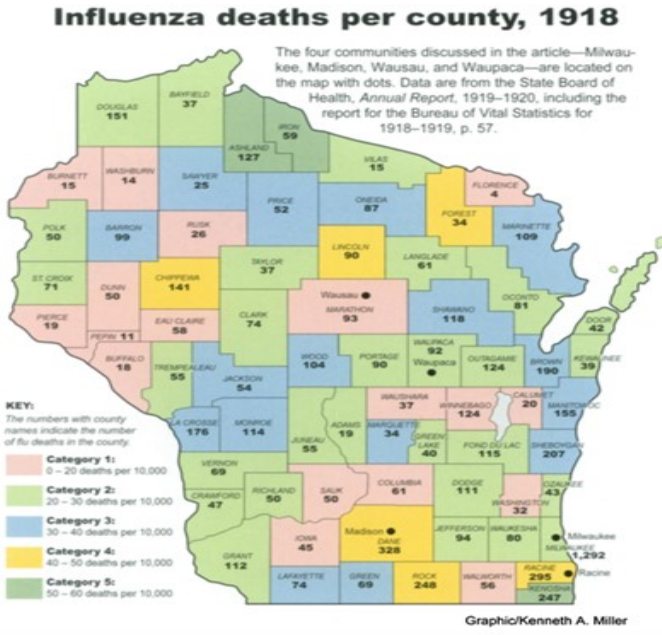 Influenza deaths per county, 1918
The four communities discussed in the article—Milwau-
kee, Madison, Wausau, and Waupaca—are located on
the map with dots. Data are from the State Board of
Health, Annual Report, 1919–1920, including the
report for the Bureau of Vital Statistics for
1918–1919, p. 57.
DOUGLAS
151
BAYFIELD
37
ASHLAND
127
IRON
59
VILAS
15
BURNETT
15
WASHBURN
14
SAWYER
25
PRICE
52
ONEIDA
87
FOREST
34
FLORENCE
4
MARINETTE
109
POLK
50
BARRON
99
RUSK
26
LINCOLN
90
LANGLADE
61
TAYLOR
37
ST. CROIX
71
DUNN
50
CHIPPEWA
141
OCONTO
81
PIERCE
19
PEPIN 11
EAU CLAIRE
58
CLARK
74
Wausau
MARATHON
93
SHAWANO
118
DOOR
42
BUFFALO
18
TREMPEALEAU
55
JACKSON
54
WOOD
104
PORTAGE
90
WAUPACA
92
Waupaca
OUTAGAMIE
124
BROWN
190
KEWAUNEE
39
LA CROSSE
176
MONROE
114
JUNEAU
55
ADAMS
19
WAUSHARA
37
WINNEBAGO
124
CALUMET
20
MANITOWOC
155
MARQUETTE
34
GREEN
LAKE
40
FOND DU LAC
115
SHEBOYGAN
207
VERNON
69
CRAWFORD
47
RICHLAND
50
SAUK
50
COLUMBIA
61
DODGE
111
WASHINGTON
32
OZAUKEE
43
GRANT
112
IOWA
45
Madison
DANE
328
JEFFERSON
94
WAUKESHA
80
Milwaukee
MILWAUKEE
1,292
LAFAYETTE
74
GREEN
69
ROCK
248
WALWORTH
56
RACINE
295
Racine
KENOSHA
247
KEY:
The numbers with county
names indicate the number
of flu deaths in the county.
Category 1:
0 – 20 deaths per 10,000
Category 2:
20 – 30 deaths per 10,000
Category 3:
30 – 40 deaths per 10,000
Category 4:
40 – 50 deaths per 10,000
Category 5:
50 – 60 deaths per 10,000
Graphic/Kenneth A. Miller